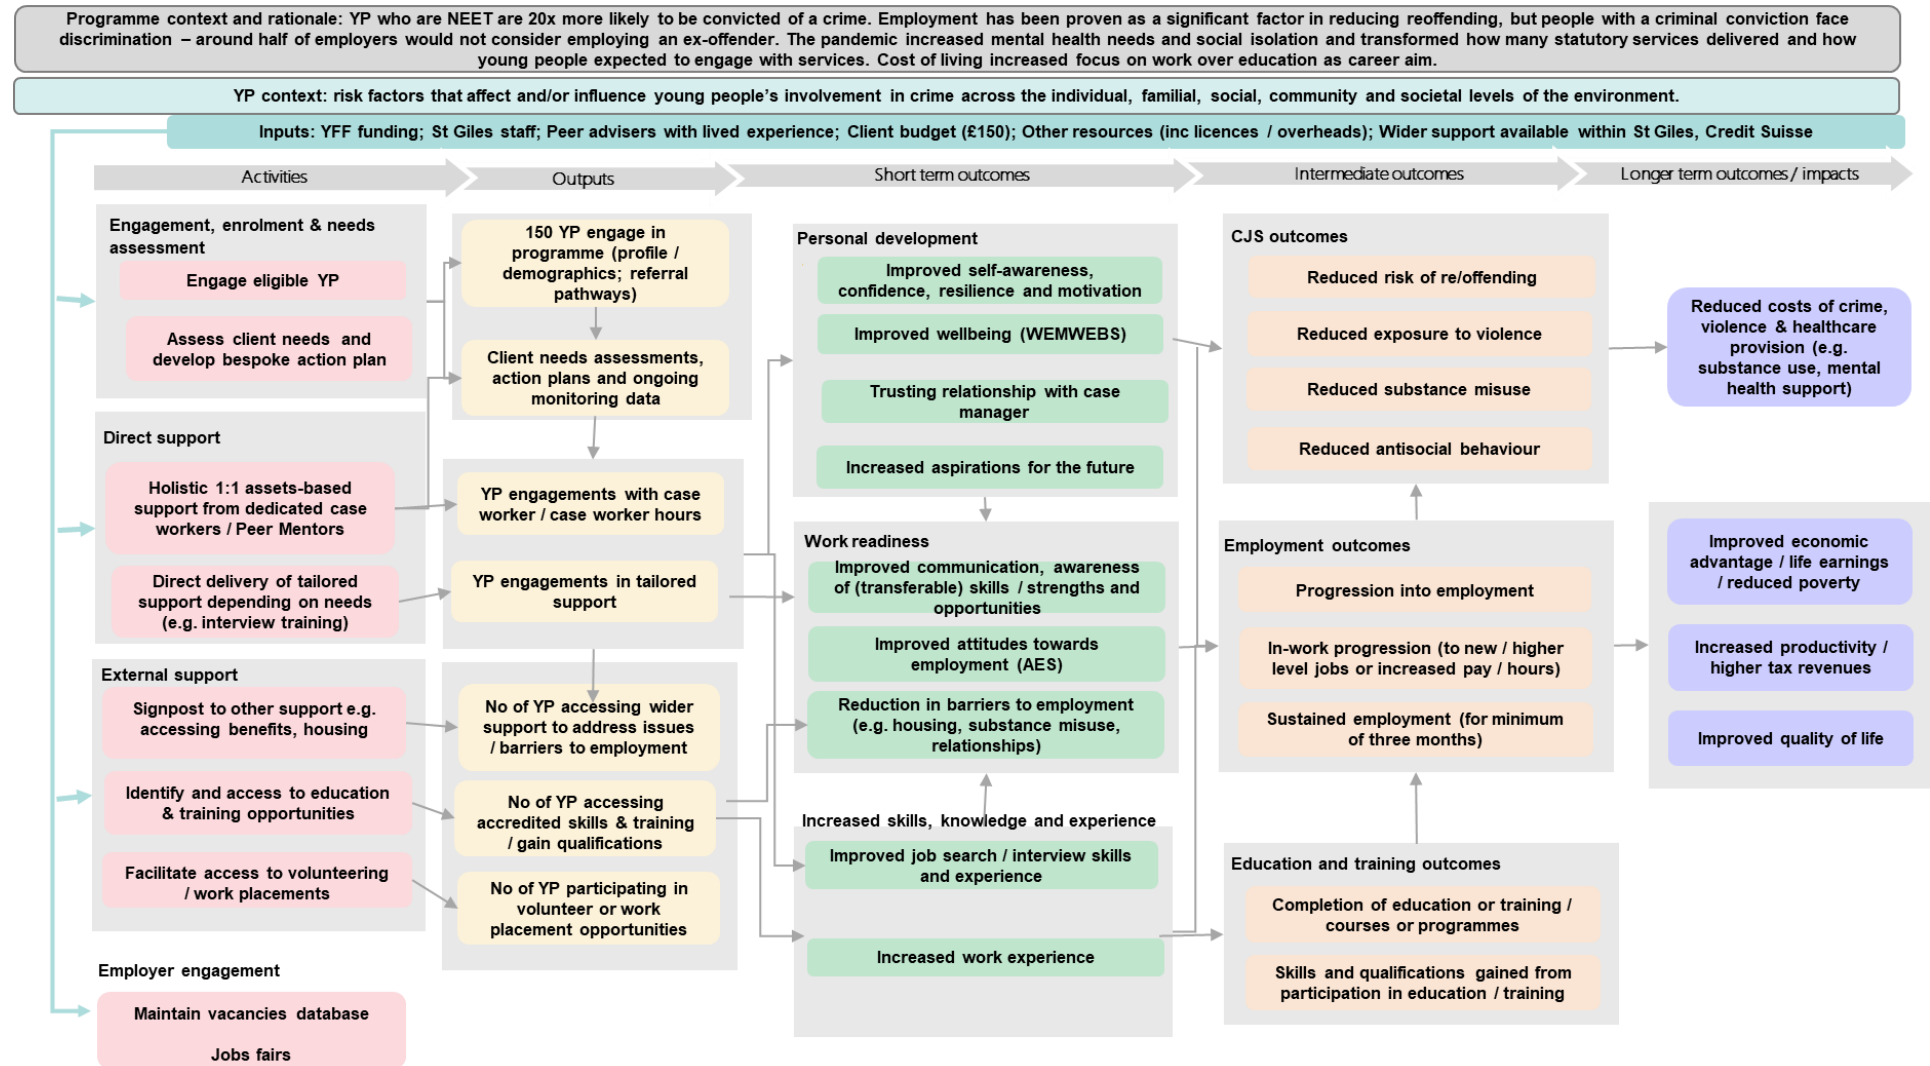 Programme context and rationale: YP who are NEET are 20x more likely to be convicted of a crime. Employment has been proven as a significant factor in reducing reoffending, but people with a criminal conviction face
discrimination – around half of employers would not consider employing an ex-offender. The pandemic increased mental health needs and social isolation and transformed how many statutory services delivered and how
young people expected to engage with services. Cost of living increased focus on work over education as career aim.
YP context: risk factors that affect and/or influence young people's involvement in crime across the individual, familial, social, community and societal levels of the environment.
Inputs: YFF funding; St Giles staff; Peer advisers with lived experience; Client budget (£150); Other resources (inc licences / overheads); Wider support available within St Giles, Credit Suisse
Activities
Outputs
Short term outcomes
Intermediate outcomes
Longer term outcomes / impacts
Engagement, enrolment & needs
assessment
Engage eligible YP
Assess client needs and
develop bespoke action plan
Direct support
Holistic 1:1 assets-based
support from dedicated case
workers / Peer Mentors
Direct delivery of tailored
support depending on needs
(e.g. interview training)
External support
Signpost to other support e.g.
accessing benefits, housing
Identify and access to education
& training opportunities
Facilitate access to volunteering
/ work placements
Employer engagement
Maintain vacancies database
Jobs fairs
150 YP engage in
programme (profile /
demographics; referral
pathways)
Client needs assessments,
action plans and ongoing
monitoring data
YP engagements with case
worker / case worker hours
YP engagements in tailored
support
No of YP accessing wider
support to address issues
/ barriers to employment
No of YP accessing
accredited skills & training
/ gain qualifications
No of YP participating in
volunteer or work
placement opportunities
Personal development
Improved self-awareness,
confidence, resilience and motivation
Improved wellbeing (WEMWEBS)
Trusting relationship with case
manager
Increased aspirations for the future
Work readiness
Improved communication, awareness
of (transferable) skills / strengths and
opportunities
Improved attitudes towards
employment (AES)
Reduction in barriers to employment
(e.g. housing, substance misuse,
relationships)
Increased skills, knowledge and experience
Improved job search / interview skills
and experience
Increased work experience
CJS outcomes
Reduced risk of re/offending
Reduced exposure to violence
Reduced substance misuse
Reduced antisocial behaviour
Employment outcomes
Progression into employment
In-work progression (to new / higher
level jobs or increased pay / hours)
Sustained employment (for minimum
of three months)
Education and training outcomes
Completion of education or training /
courses or programmes
Skills and qualifications gained from
participation in education / training
Reduced costs of crime,
violence & healthcare
provision (e.g.
substance use, mental
health support)
Improved economic
advantage / life earnings
/ reduced poverty
Increased productivity /
higher tax revenues
Improved quality of life